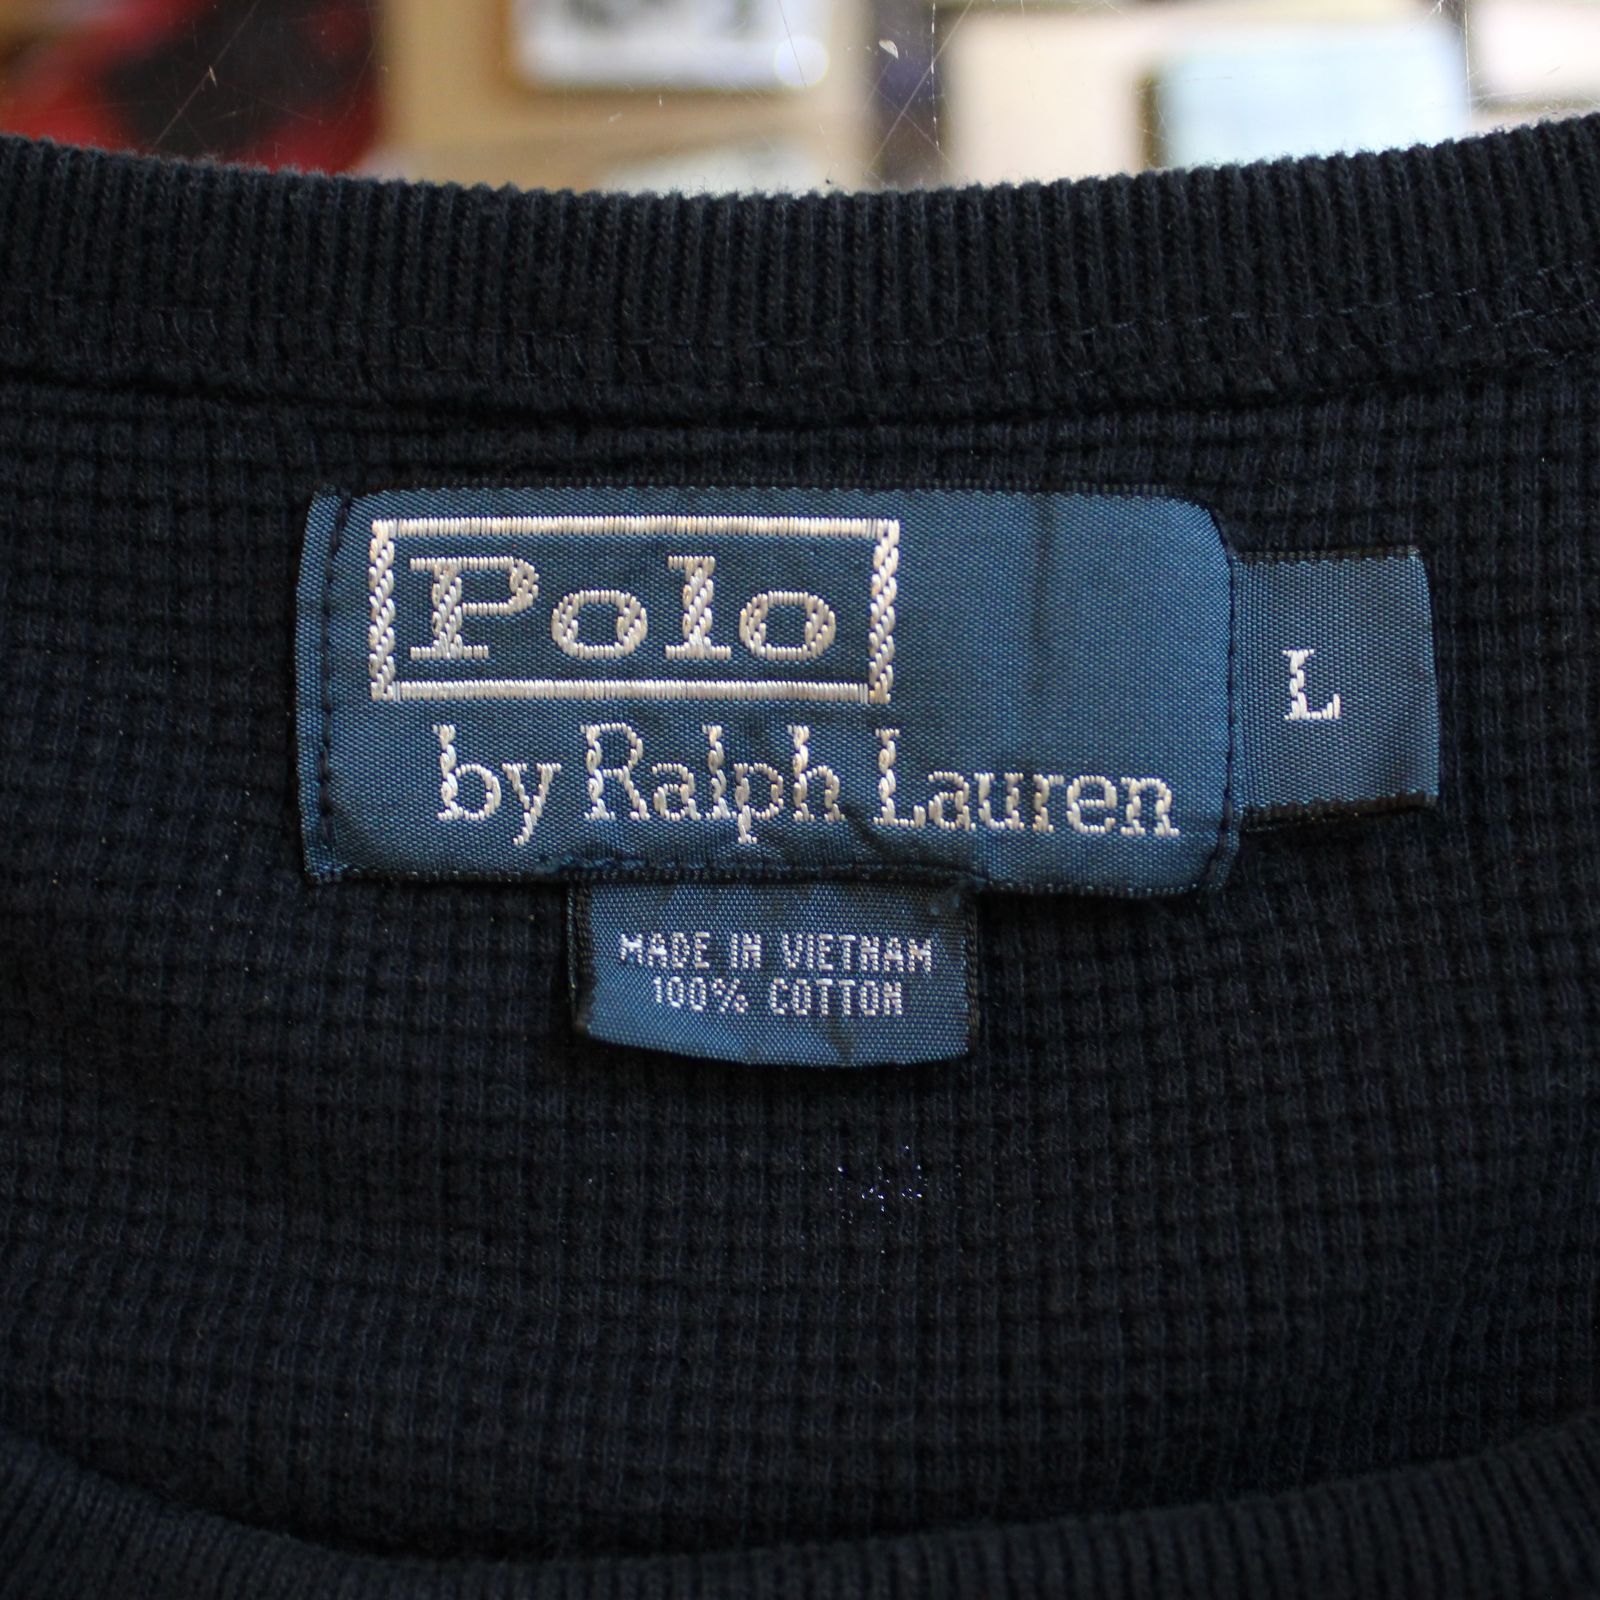 Polo
by Ralph Lauren
L
MADE IN VIETNAM
100% COTTON